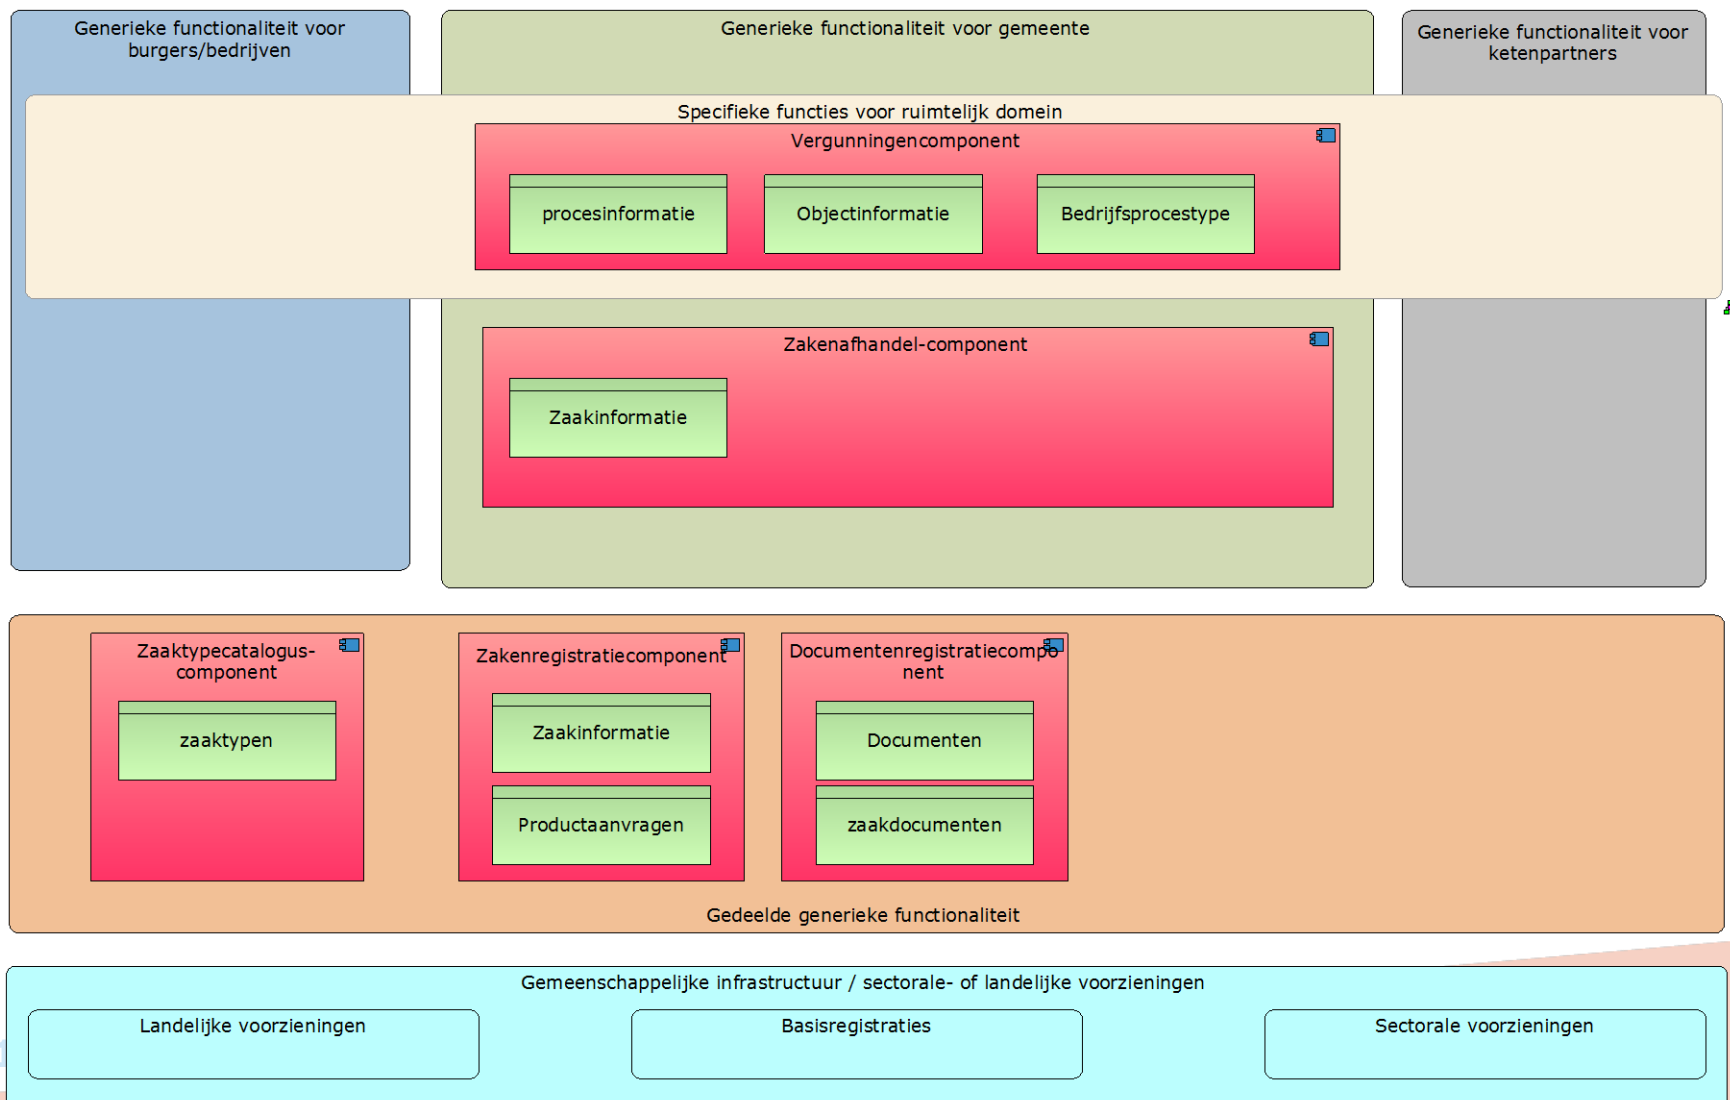 Generieke functionaliteit voor
burgers/bedrijven
Generieke functionaliteit voor gemeente
Generieke functionaliteit voor
ketenpartners
Specifieke functies voor ruimtelijk domein
Vergunningencomponent
procesinformatie
Objectinformatie
Bedrijfsprocestype
Zakenafhandel-component
Zaakinformatie
Zaaktypecatalogus-
component
zaaktypen
Zakenregistratiecomponent
Zaakinformatie
Productaanvragen
Documentenregistratiecompo
nent
Documenten
zaakdocumenten
Gedeelde generieke functionaliteit
Gemeenschappelijke infrastructuur / sectorale- of landelijke voorzieningen
Landelijke voorzieningen
Basisregistraties
Sectorale voorzieningen